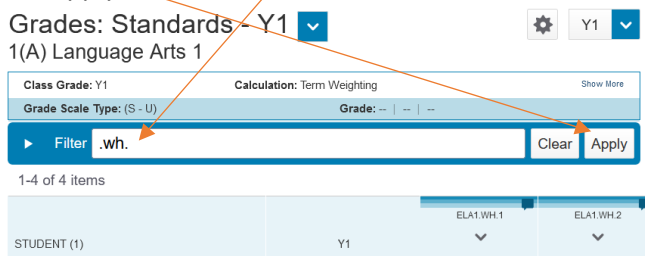 Grades: Standards - Y1
Y1
1(A) Language Arts 1
Class Grade: Y1 Calculation: Term Weighting Show More
Grade Scale Type: (S - U) Grade: -- | -- | --
Filter .wh. Clear Apply
1-4 of 4 items
ELA1.WH.1 ELA1.WH.2
STUDENT (1) Y1